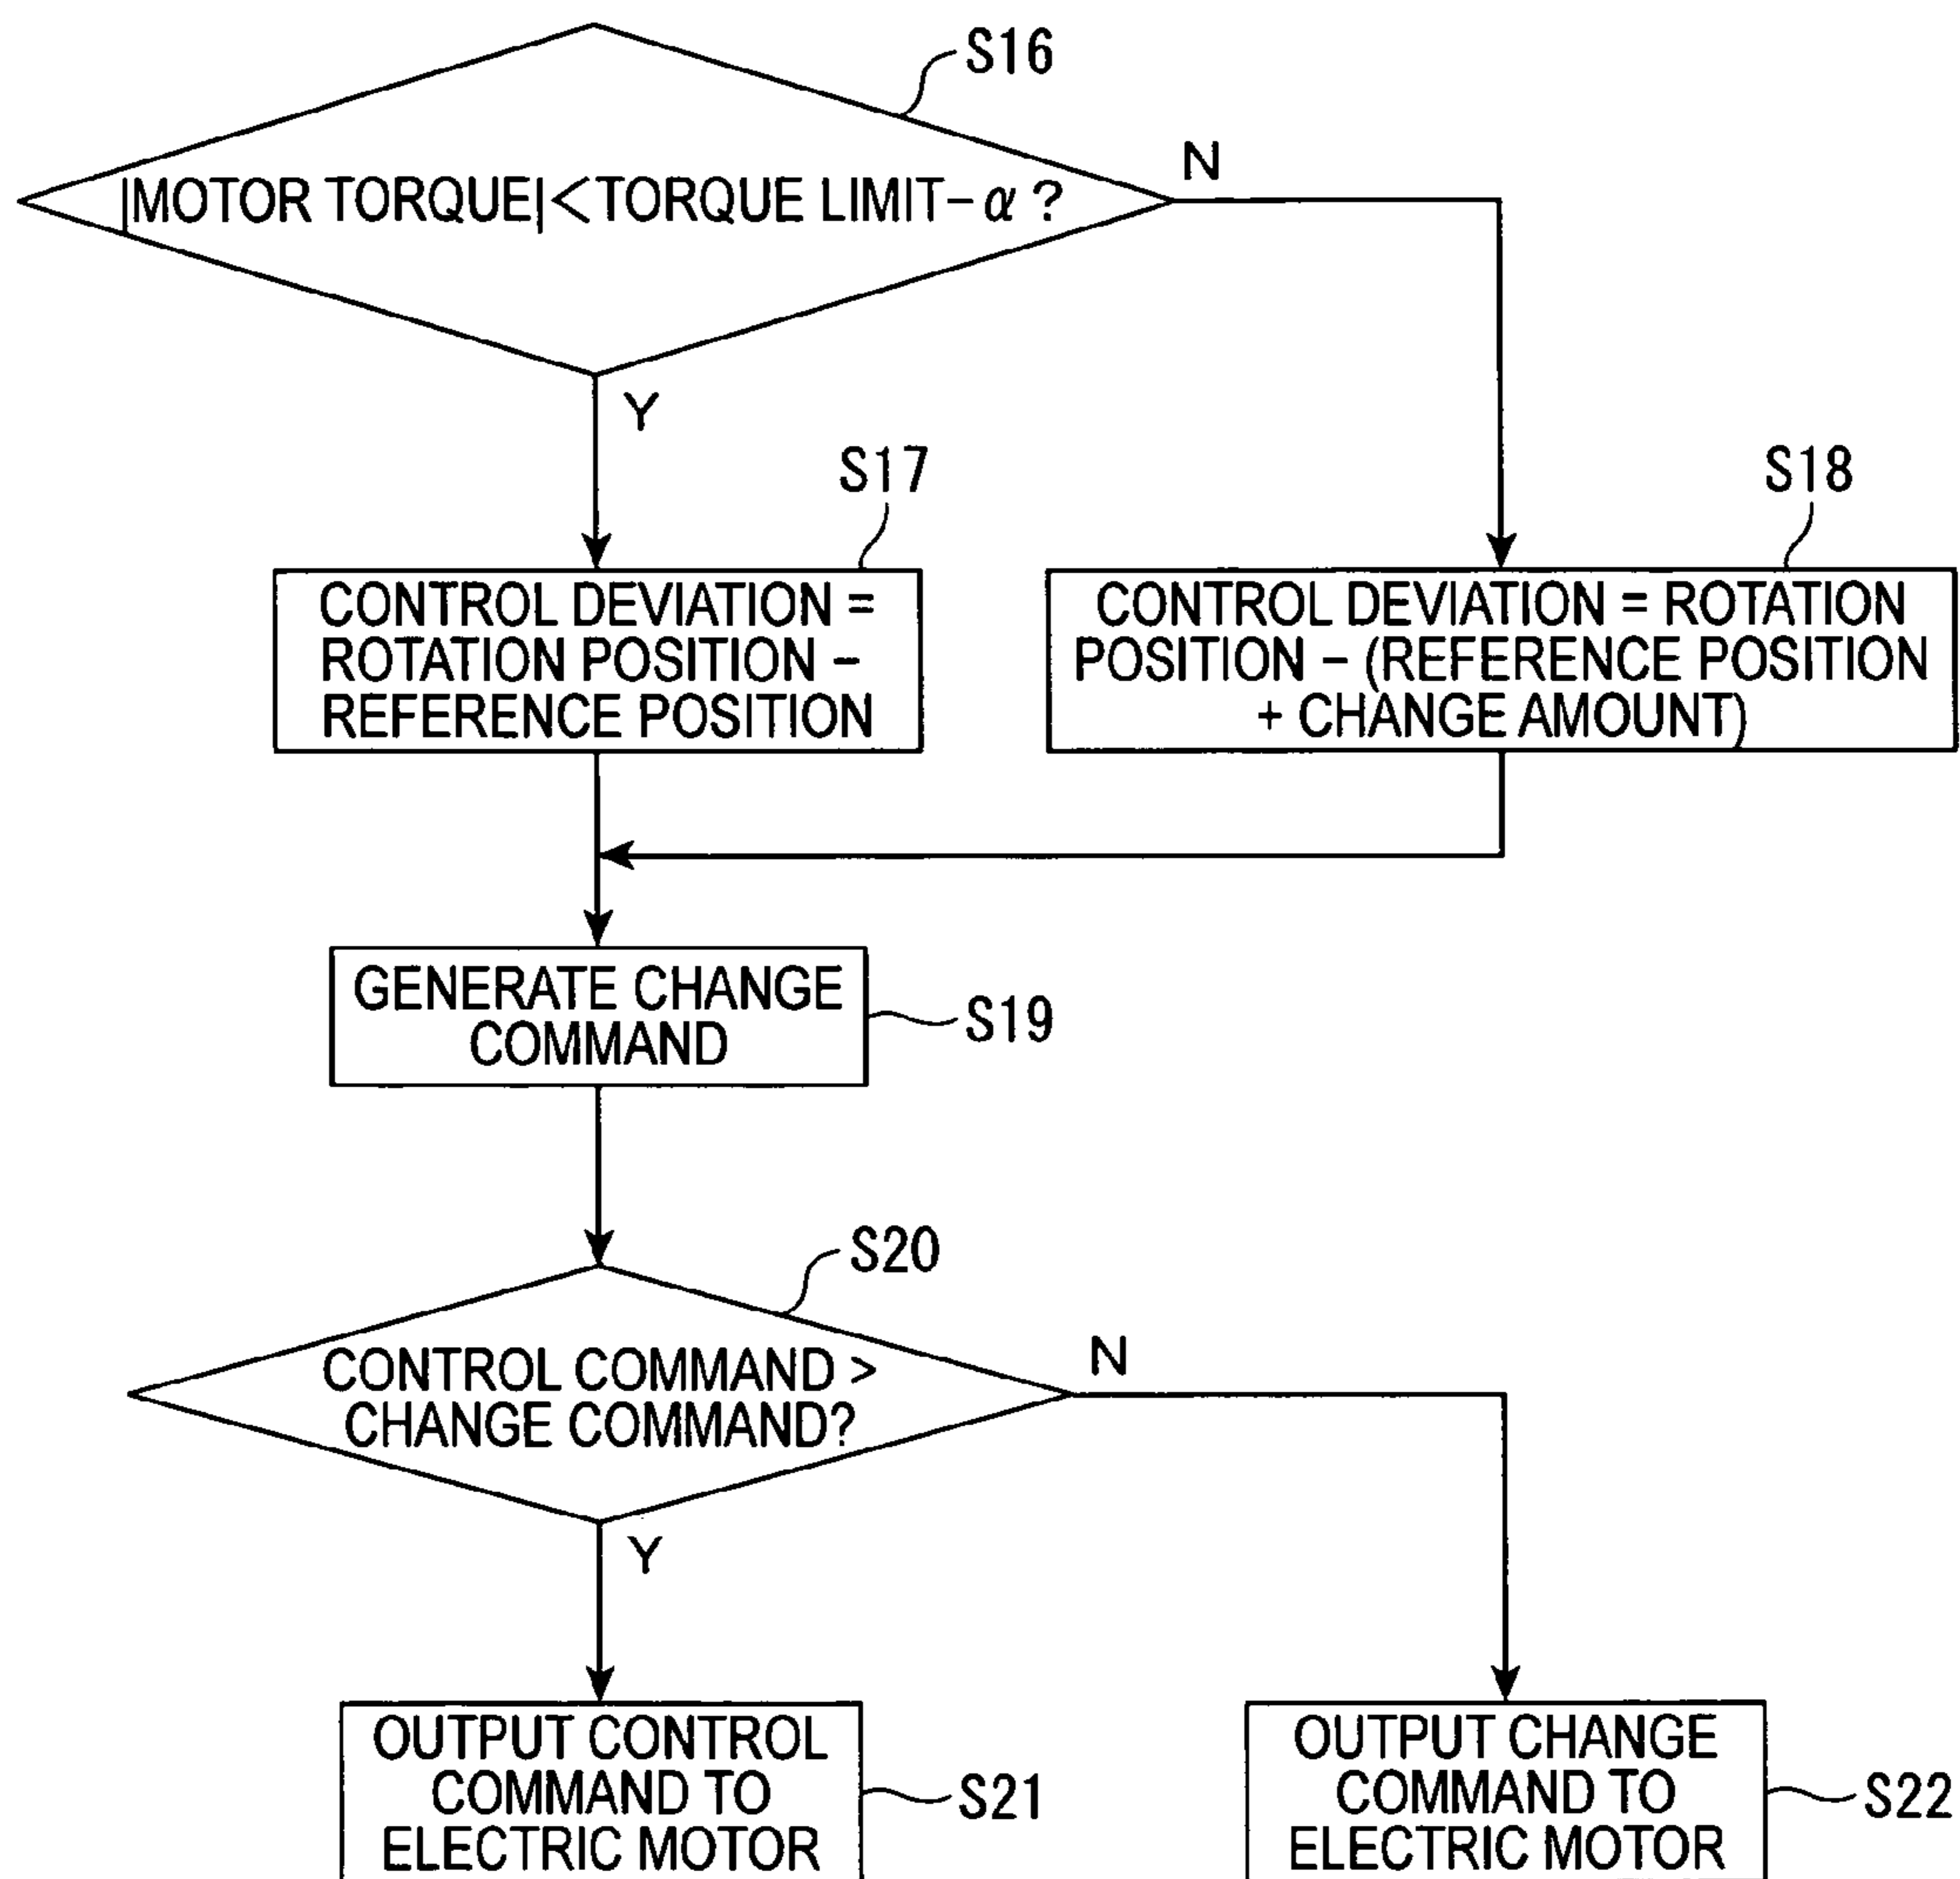 S16
|MOTOR TORQUE|<TORQUE LIMIT-α?
N
Y
S17
CONTROL DEVIATION =
ROTATION POSITION –
REFERENCE POSITION
S18
CONTROL DEVIATION = ROTATION
POSITION – (REFERENCE POSITION
+ CHANGE AMOUNT)
GENERATE CHANGE
COMMAND
S19
S20
CONTROL COMMAND >
CHANGE COMMAND?
N
Y
OUTPUT CONTROL
COMMAND TO
ELECTRIC MOTOR
S21
OUTPUT CHANGE
COMMAND TO
ELECTRIC MOTOR
S22